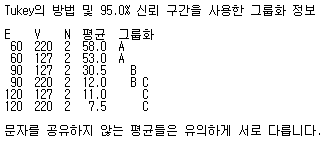 Tukey의 방법 및 95.0% 신뢰 구간을 사용한 그룹화 정보
E V N 평균 그룹화
60 220 2 58.0 A
60 127 2 53.0 A
90 127 2 30.5 B
90 220 2 12.0 B C
120 127 2 11.0 C
120 220 2 7.5 C
문자를 공유하지 않는 평균들은 유의하게 서로 다릅니다.